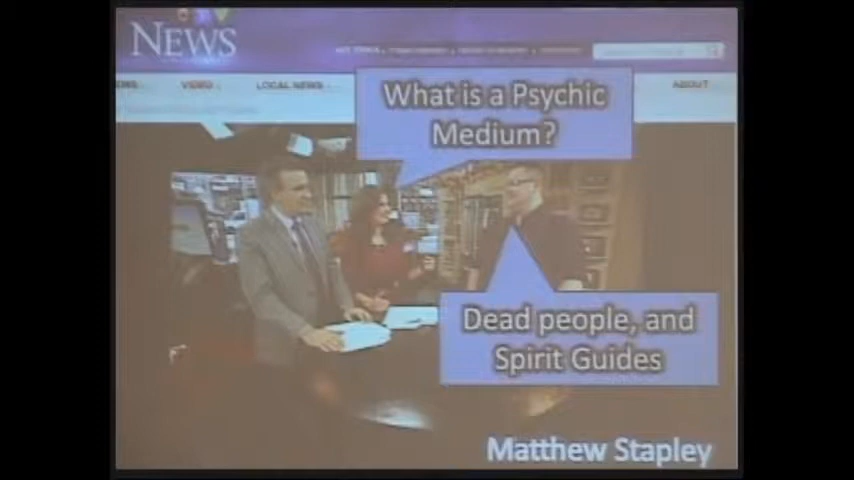 NEWS
VIDEO
LOCAL NEWS
ABOUT
What is a Psychic
Medium?
Dead people, and
Spirit Guides
Matthew Stapley